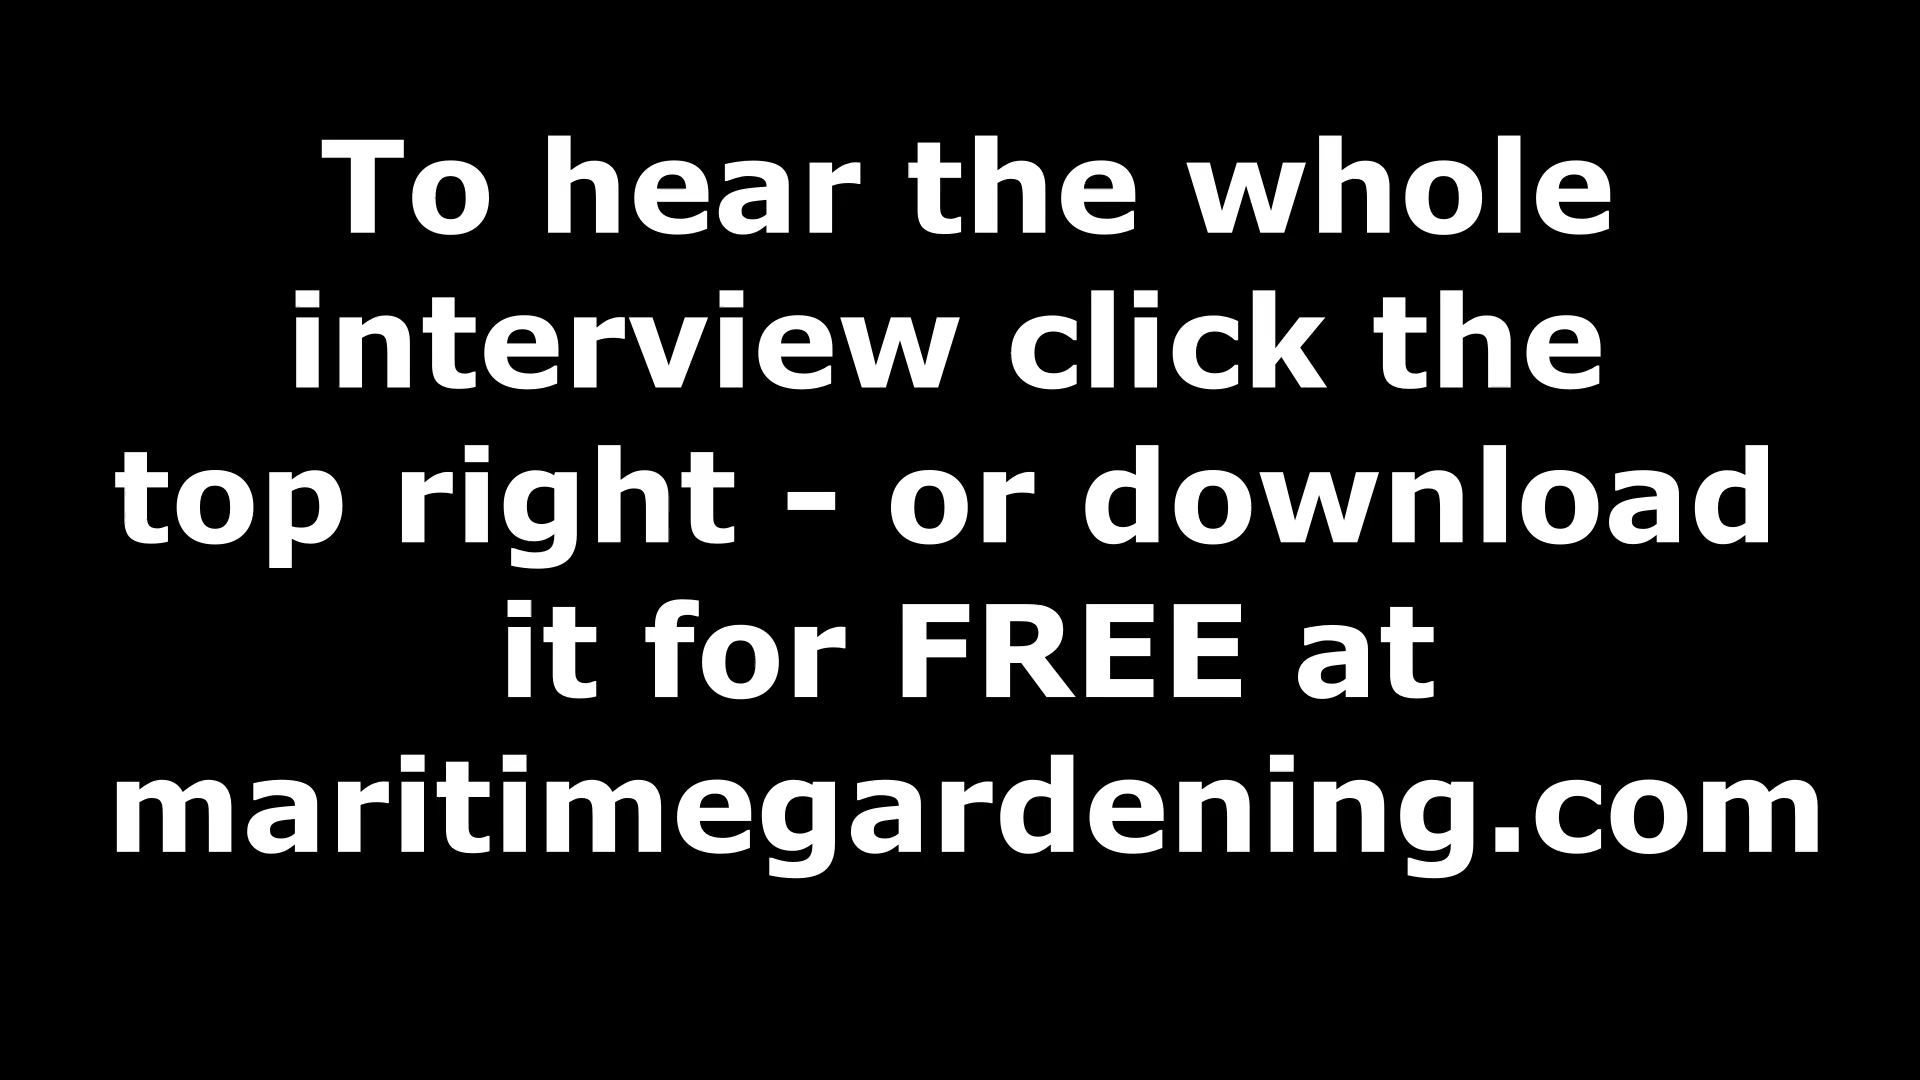 To hear the whole
interview click the
top right - or download
it for FREE at
maritimegardening.com